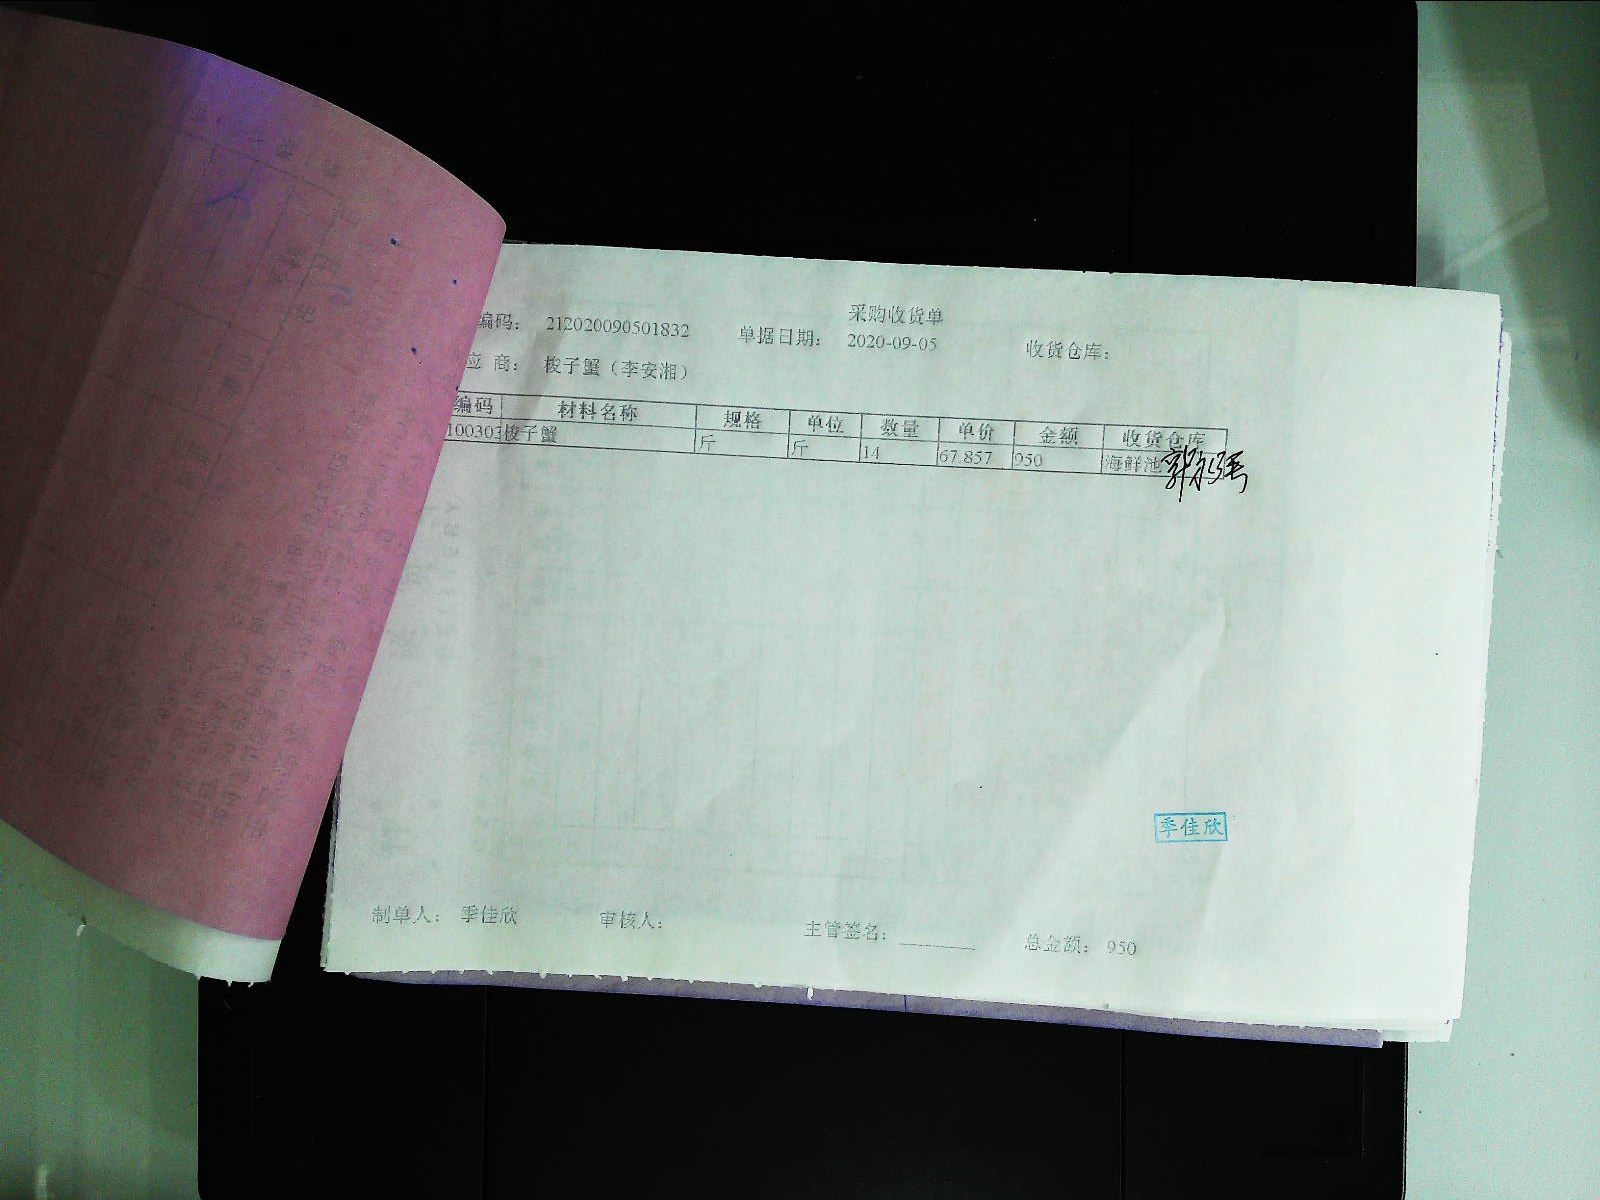 采购收货单
编码： 212020090501832 单据日期： 2020-09-05 收货仓库：
应 商： 梭子蟹（李安湘）
编码 材料名称 规格 单位 数量 单价 金额 收货仓库
100303 梭子蟹 斤 斤 14 67.857 950 海鲜池
季佳欣
制单人： 季佳欣 审核人： 主管签名： 总金额： 950